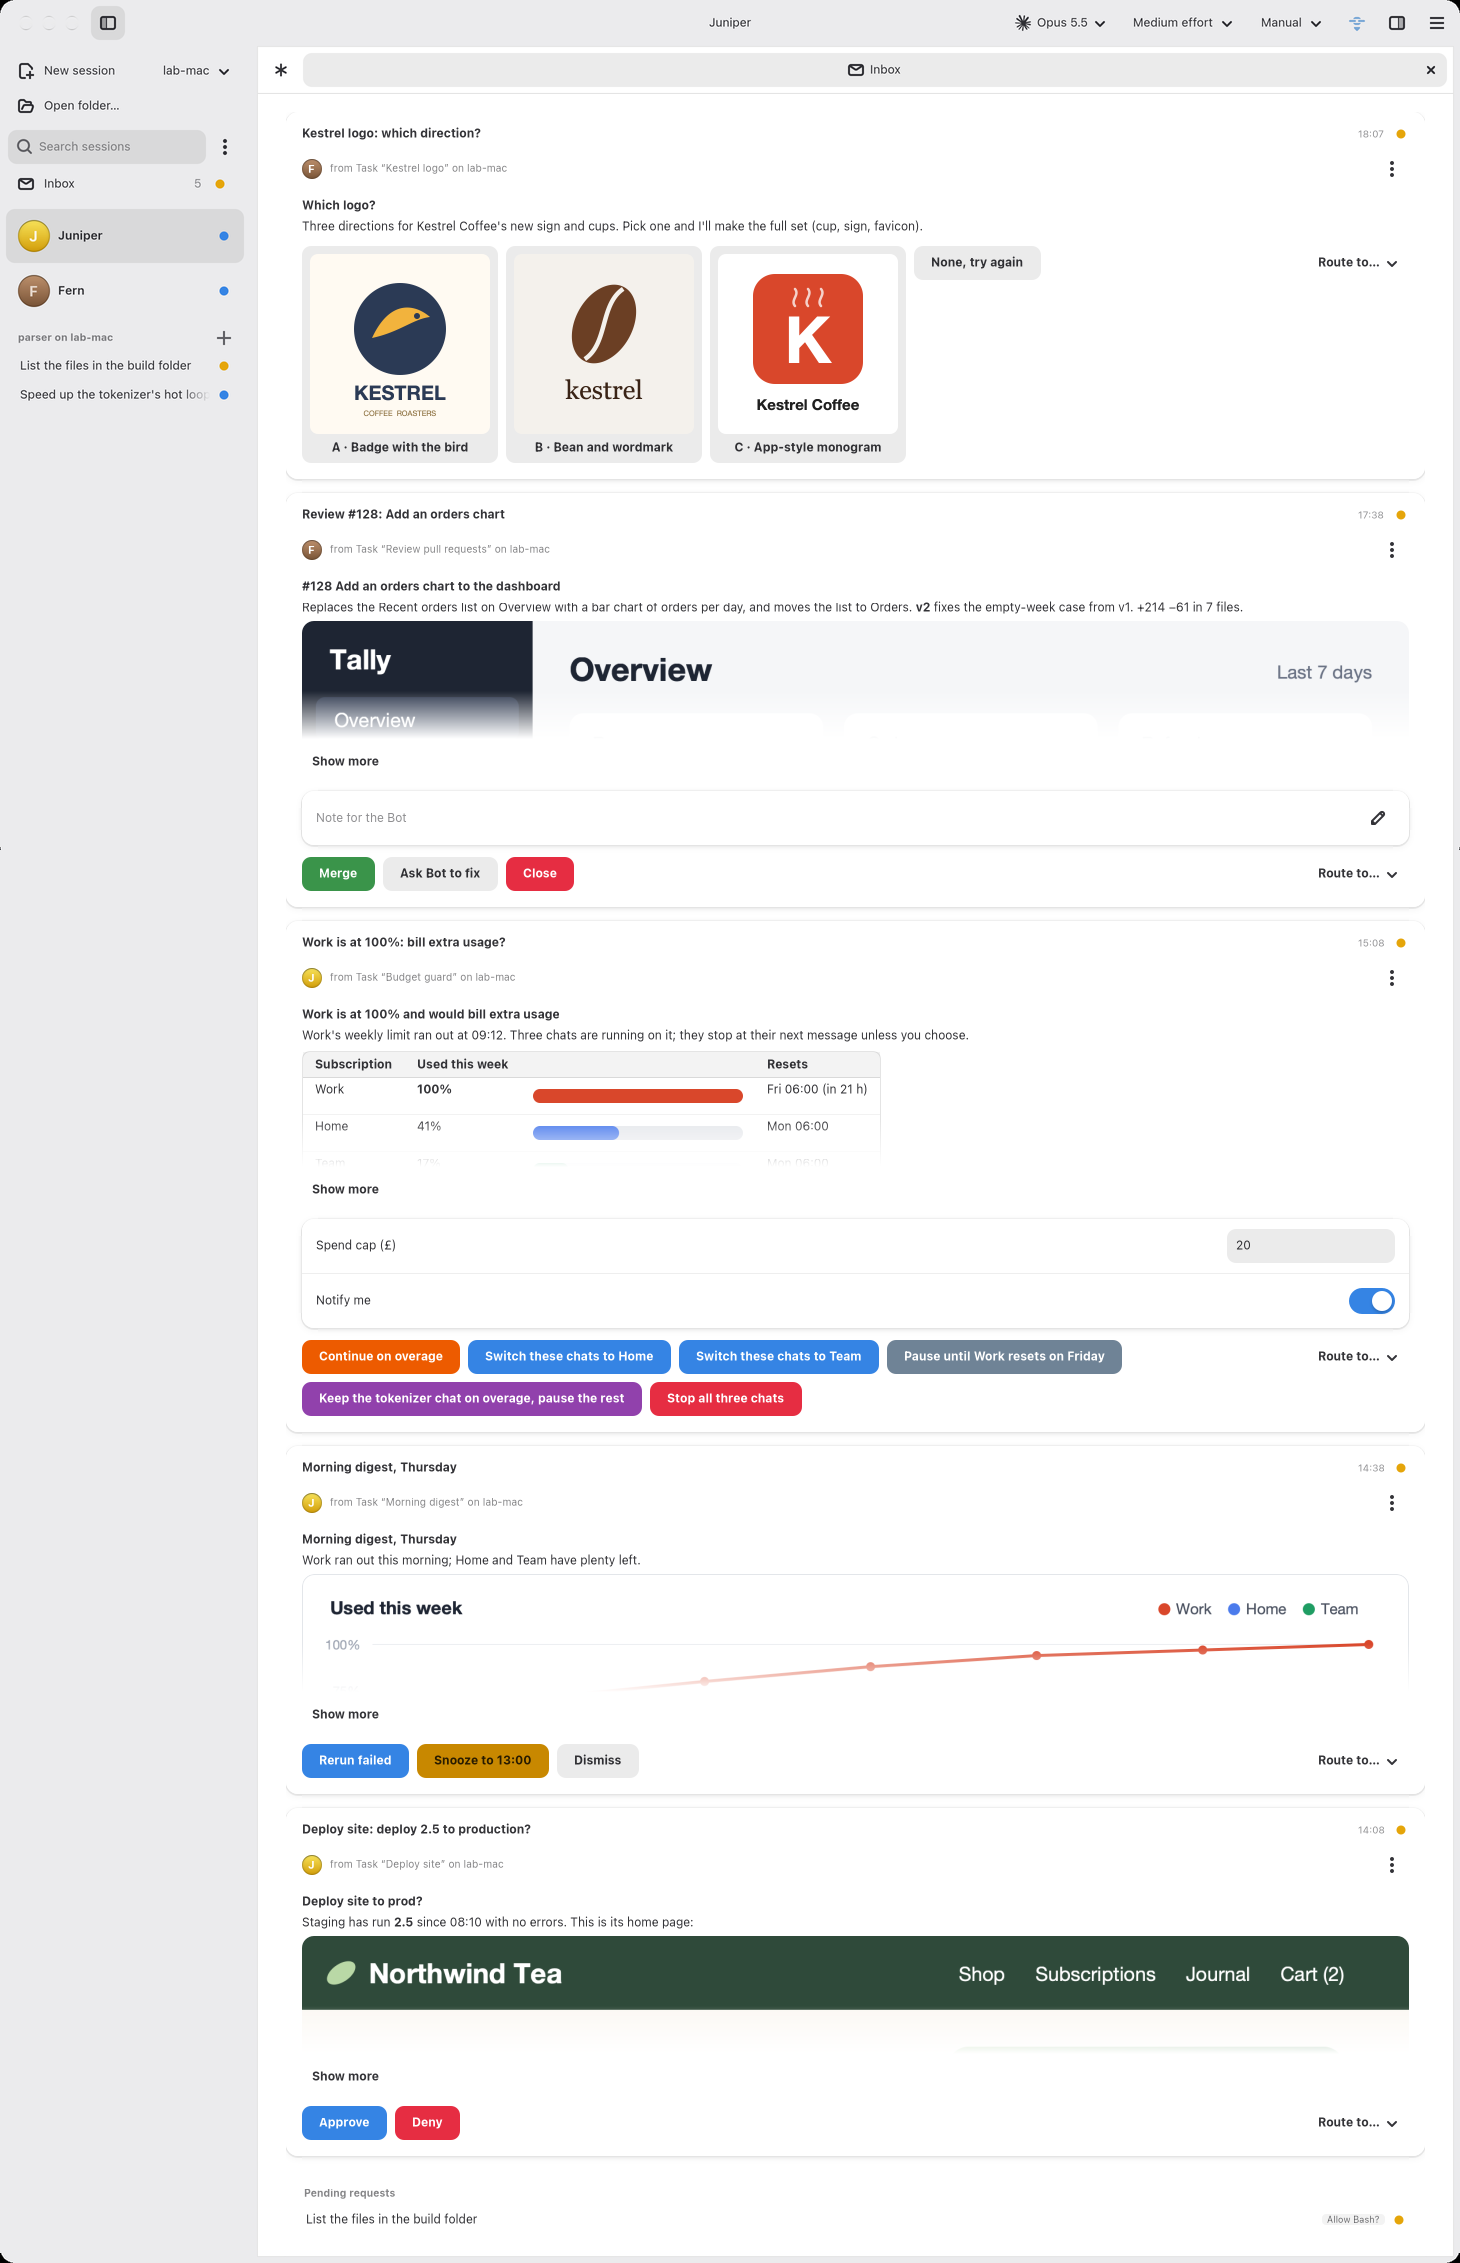 Juniper
Opus 5.5
Medium effort
Manual
New session
lab-mac
Open folder...
Search sessions
Inbox 5
J Juniper
F Fern
parser on lab-mac
List the files in the build folder
Speed up the tokenizer's hot loop
Inbox
Kestrel logo: which direction? 18:07
F from Task “Kestrel logo” on lab-mac
Which logo?
Three directions for Kestrel Coffee's new sign and cups. Pick one and I'll make the full set (cup, sign, favicon).
KESTREL
COFFEE ROASTERS
A · Badge with the bird
kestrel
B · Bean and wordmark
K
Kestrel Coffee
C · App-style monogram
None, try again
Route to...
Review #128: Add an orders chart 17:38
F from Task “Review pull requests” on lab-mac
#128 Add an orders chart to the dashboard
Replaces the Recent orders list on Overview with a bar chart of orders per day, and moves the list to Orders. v2 fixes the empty-week case from v1. +214 −61 in 7 files.
Tally
Overview
Overview
Last 7 days
Show more
Note for the Bot
Merge
Ask Bot to fix
Close
Route to...
Work is at 100%: bill extra usage? 15:08
J from Task “Budget guard” on lab-mac
Work is at 100% and would bill extra usage
Work's weekly limit ran out at 09:12. Three chats are running on it; they stop at their next message unless you choose.
Subscription Used this week Resets
Work 100% Fri 06:00 (in 21 h)
Home 41% Mon 06:00
Team 17% Mon 06:00
Show more
Spend cap (£) 20
Notify me
Continue on overage
Switch these chats to Home
Switch these chats to Team
Pause until Work resets on Friday
Route to...
Keep the tokenizer chat on overage, pause the rest
Stop all three chats
Morning digest, Thursday 14:38
J from Task “Morning digest” on lab-mac
Morning digest, Thursday
Work ran out this morning; Home and Team have plenty left.
Used this week
Work Home Team
100%
Show more
Rerun failed
Snooze to 13:00
Dismiss
Route to...
Deploy site: deploy 2.5 to production? 14:08
J from Task “Deploy site” on lab-mac
Deploy site to prod?
Staging has run 2.5 since 08:10 with no errors. This is its home page:
Northwind Tea
Shop Subscriptions Journal Cart (2)
Show more
Approve
Deny
Route to...
Pending requests
List the files in the build folder
Allow Bash?